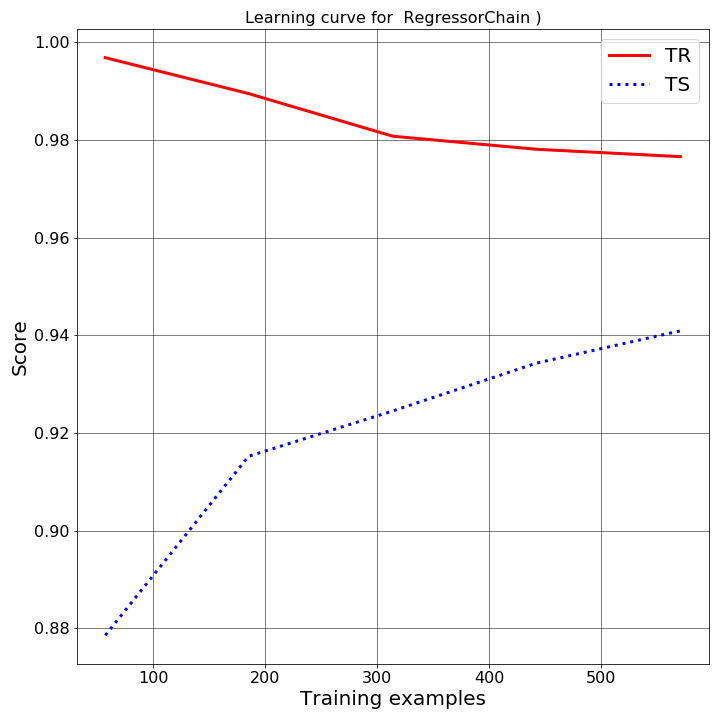 Learning curve for  RegressorChain )
TR
TS
1.00
0.98
0.96
0.94
0.92
0.90
0.88
Score
100
200
300
400
500
Training examples